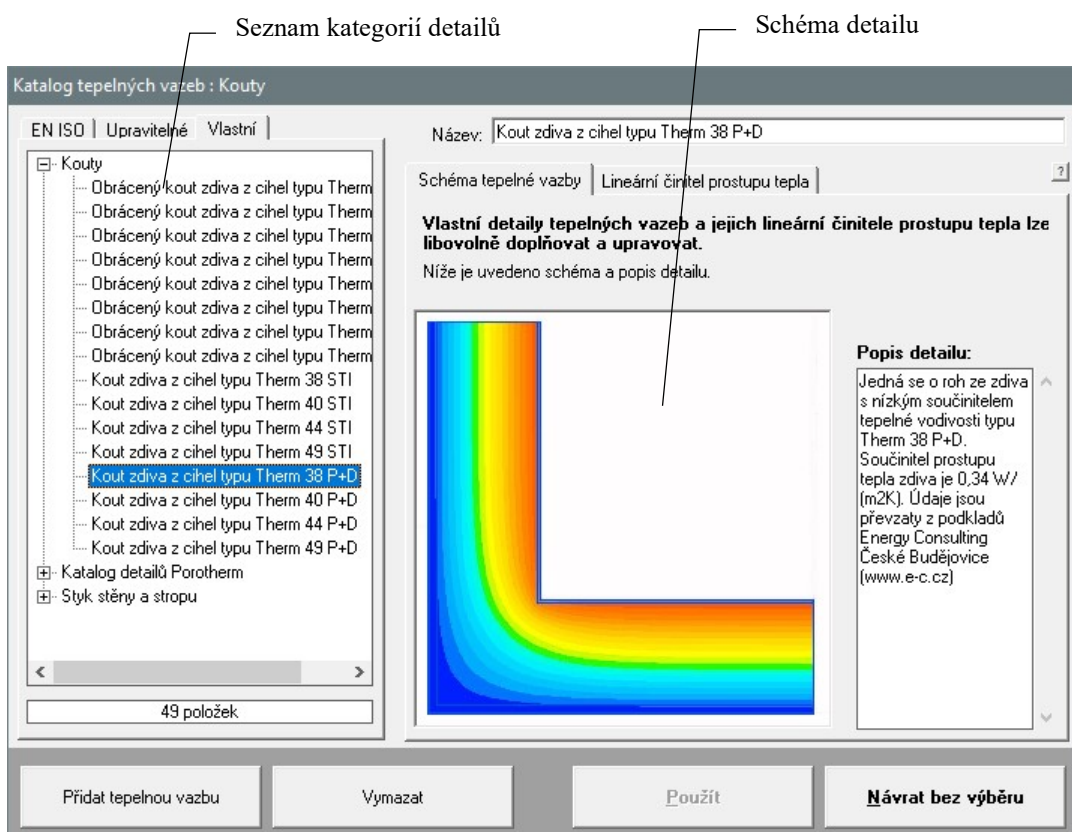 Seznam kategorií detailů
Schéma detailu
Katalog tepelných vazeb : Kouty
EN ISO
Upravitelné
Vlastní
Kouty
Obrácený kout zdiva z cihel typu Therm
Obrácený kout zdiva z cihel typu Therm
Obrácený kout zdiva z cihel typu Therm
Obrácený kout zdiva z cihel typu Therm
Obrácený kout zdiva z cihel typu Therm
Obrácený kout zdiva z cihel typu Therm
Obrácený kout zdiva z cihel typu Therm
Obrácený kout zdiva z cihel typu Therm
Kout zdiva z cihel typu Therm 38 STI
Kout zdiva z cihel typu Therm 40 STI
Kout zdiva z cihel typu Therm 44 STI
Kout zdiva z cihel typu Therm 49 STI
Kout zdiva z cihel typu Therm 38 P+D
Kout zdiva z cihel typu Therm 40 P+D
Kout zdiva z cihel typu Therm 44 P+D
Kout zdiva z cihel typu Therm 49 P+D
Katalog detailů Porotherm
Styk stěny a stropu
49 položek
Název: Kout zdiva z cihel typu Therm 38 P+D
Schéma tepelné vazby
Lineární činitel prostupu tepla
?
Vlastní detaily tepelných vazeb a jejich lineární činitele prostupu tepla lze
libovolně doplňovat a upravovat.
Níže je uvedeno schéma a popis detailu.
Popis detailu:
Jedná se o roh ze zdiva
s nízkým součinitelem
tepelné vodivosti typu
Therm 38 P+D.
Součinitel prostupu
tepla zdiva je 0,34 W/
(m2K). Údaje jsou
převzaty z podkladů
Energy Consulting
České Budějovice
(www.e-c.cz)
Přidat tepelnou vazbu
Vymazat
Použít
Návrat bez výběru